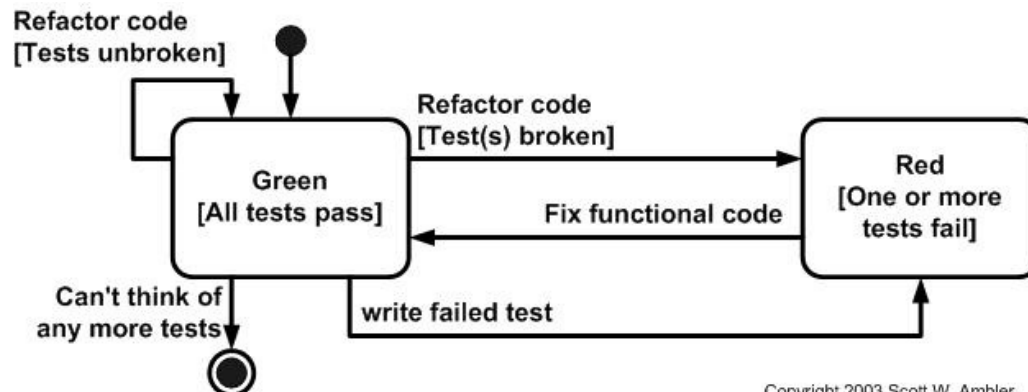 Refactor code
[Tests unbroken]
Refactor code
[Test(s) broken]
Green
[All tests pass]
Red
[One or more
tests fail]
Fix functional code
Can't think of
any more tests
write failed test
Copyright 2003 Scott W. Ambler